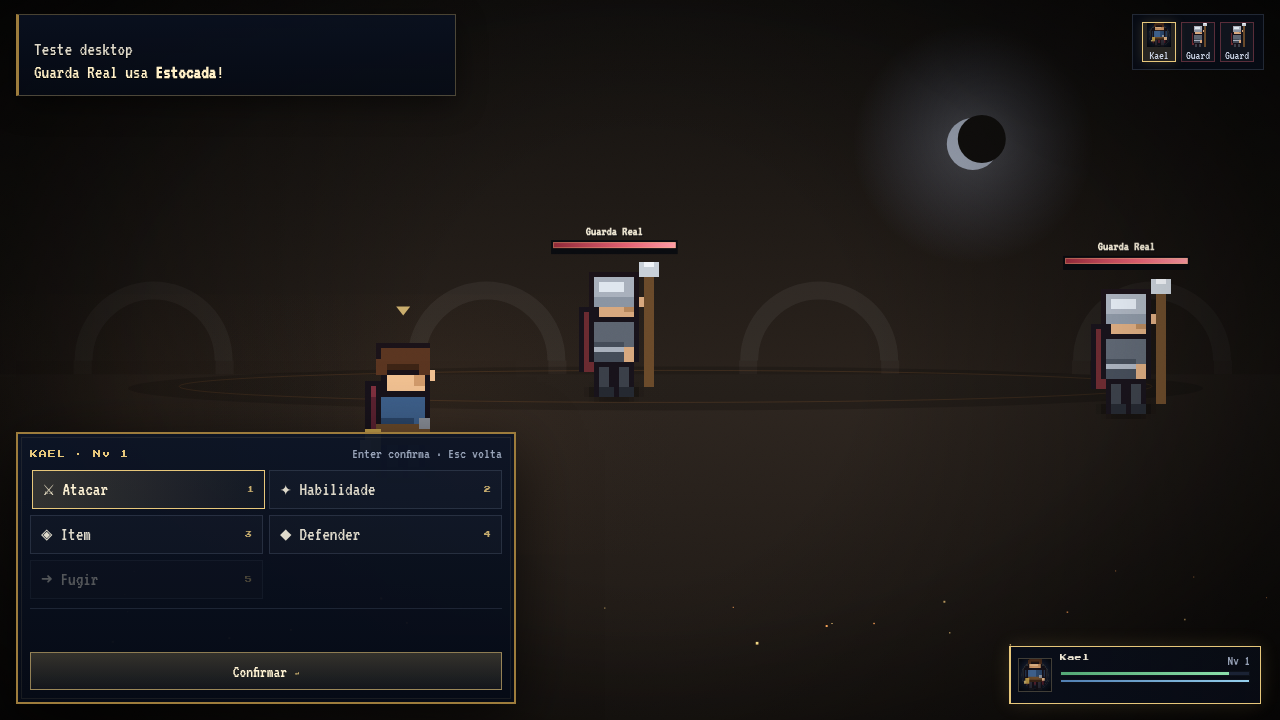 Teste desktop
Guarda Real usa Estocada!
Kael
Guard
Guard
Guarda Real
Guarda Real
KAEL · Nv 1
Enter confirma · Esc volta
Atacar 1
Habilidade 2
Item 3
Defender 4
Fugir 5
Confirmar
Kael
Nv 1